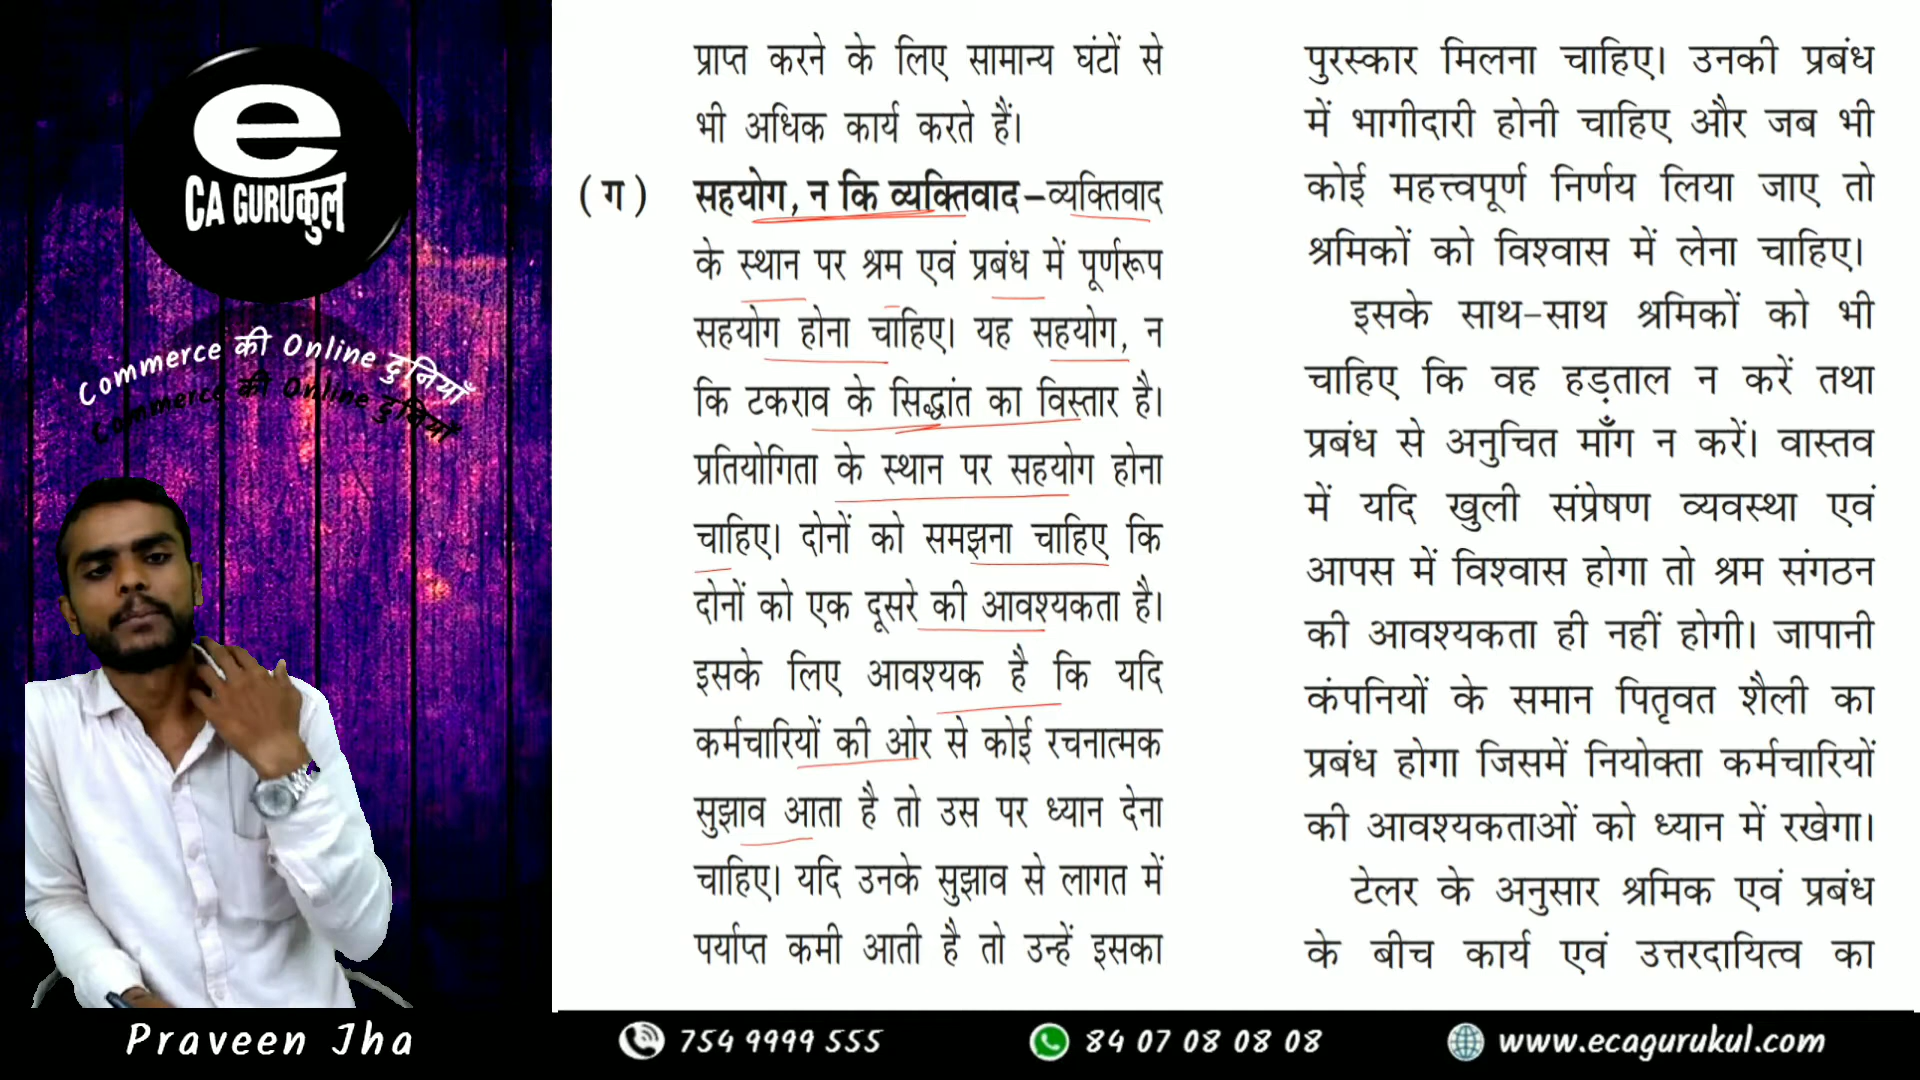 e
CA GURUकुल
Commerce की Online दुनियाँ
Commerce की Online दुनियाँ
प्राप्त करने के लिए सामान्य घंटों से
भी अधिक कार्य करते हैं।
(ग) सहयोग, न कि व्यक्तिवाद–व्यक्तिवाद
के स्थान पर श्रम एवं प्रबंध में पूर्णरूप
सहयोग होना चाहिए। यह सहयोग, न
कि टकराव के सिद्धांत का विस्तार है।
प्रतियोगिता के स्थान पर सहयोग होना
चाहिए। दोनों को समझना चाहिए कि
दोनों को एक दूसरे की आवश्यकता है।
इसके लिए आवश्यक है कि यदि
कर्मचारियों की ओर से कोई रचनात्मक
सुझाव आता है तो उस पर ध्यान देना
चाहिए। यदि उनके सुझाव से लागत में
पर्याप्त कमी आती है तो उन्हें इसका
पुरस्कार मिलना चाहिए। उनकी प्रबंध
में भागीदारी होनी चाहिए और जब भी
कोई महत्त्वपूर्ण निर्णय लिया जाए तो
श्रमिकों को विश्वास में लेना चाहिए।
इसके साथ-साथ श्रमिकों को भी
चाहिए कि वह हड़ताल न करें तथा
प्रबंध से अनुचित माँग न करें। वास्तव
में यदि खुली संप्रेषण व्यवस्था एवं
आपस में विश्वास होगा तो श्रम संगठन
की आवश्यकता ही नहीं होगी। जापानी
कंपनियों के समान पितृवत शैली का
प्रबंध होगा जिसमें नियोक्ता कर्मचारियों
की आवश्यकताओं को ध्यान में रखेगा।
टेलर के अनुसार श्रमिक एवं प्रबंध
के बीच कार्य एवं उत्तरदायित्व का
Praveen Jha
754 9999 555
84 07 08 08 08
www.ecagurukul.com